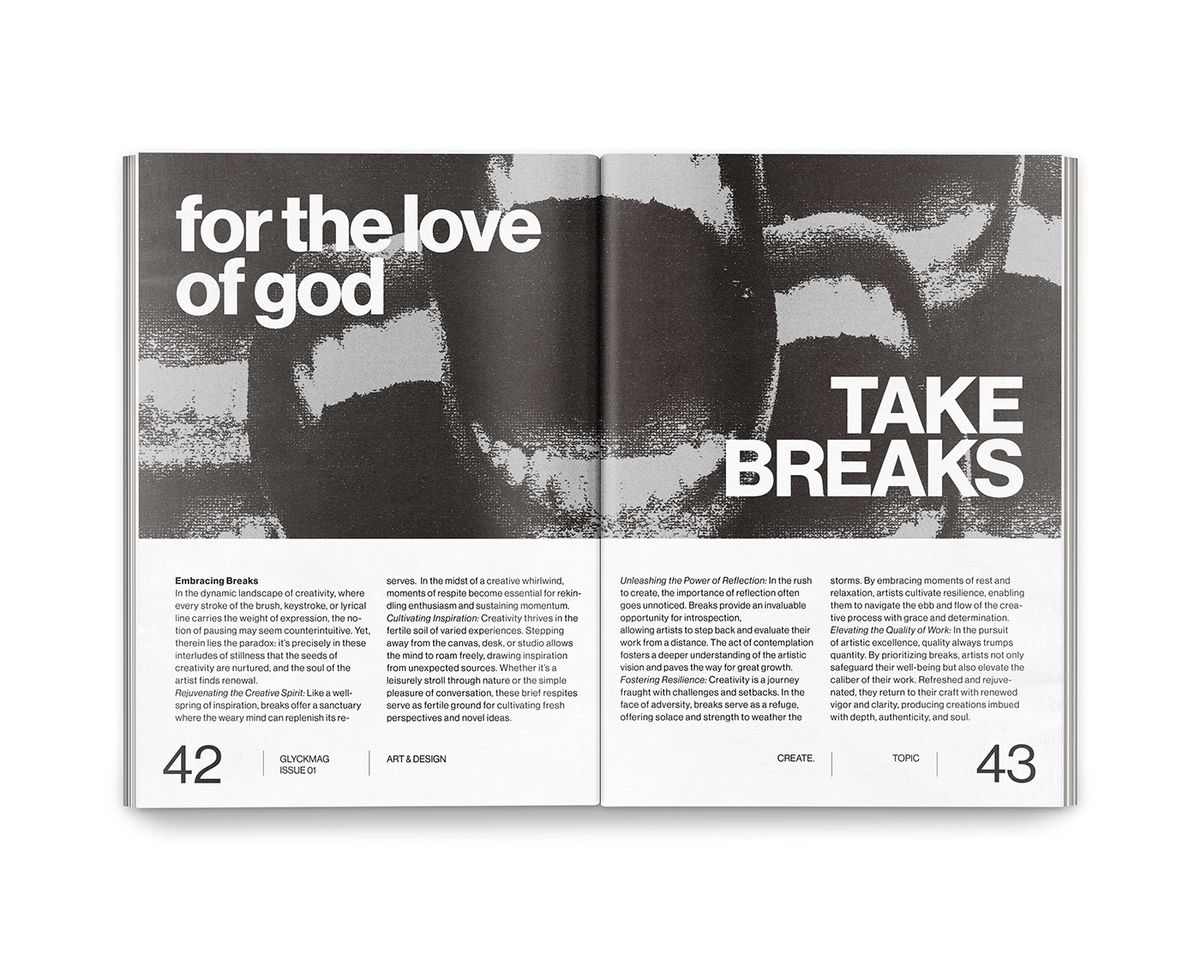 for the love
of god
TAKE
BREAKS
Embracing Breaks
In the dynamic landscape of creativity, where
every stroke of the brush, keystroke, or lyrical
line carries the weight of expression, the no-
tion of pausing may seem counterintuitive. Yet,
therein lies the paradox: it's precisely in these
interludes of stillness that the seeds of
creativity are nurtured, and the soul of the
artist finds renewal.
Rejuvenating the Creative Spirit: Like a well-
spring of inspiration, breaks offer a sanctuary
where the weary mind can replenish its re-
serves. In the midst of a creative whirlwind,
moments of respite become essential for rekin-
dling enthusiasm and sustaining momentum.
Cultivating Inspiration: Creativity thrives in the
fertile soil of varied experiences. Stepping
away from the canvas, desk, or studio allows
the mind to roam freely, drawing inspiration
from unexpected sources. Whether it's a
leisurely stroll through nature or the simple
pleasure of conversation, these brief respites
serve as fertile ground for cultivating fresh
perspectives and novel ideas.
Unleashing the Power of Reflection: In the rush
to create, the importance of reflection often
goes unnoticed. Breaks provide an invaluable
opportunity for introspection,
allowing artists to step back and evaluate their
work from a distance. The act of contemplation
fosters a deeper understanding of the artistic
vision and paves the way for great growth.
Fostering Resilience: Creativity is a journey
fraught with challenges and setbacks. In the
face of adversity, breaks serve as a refuge,
offering solace and strength to weather the
storms. By embracing moments of rest and
relaxation, artists cultivate resilience, enabling
them to navigate the ebb and flow of the crea-
tive process with grace and determination.
Elevating the Quality of Work: In the pursuit
of artistic excellence, quality always trumps
quantity. By prioritizing breaks, artists not only
safeguard their well-being but also elevate the
caliber of their work. Refreshed and rejuve-
nated, they return to their craft with renewed
vigor and clarity, producing creations imbued
with depth, authenticity, and soul.
42
GLYCKMAG
ISSUE 01
ART & DESIGN
CREATE.
TOPIC
43